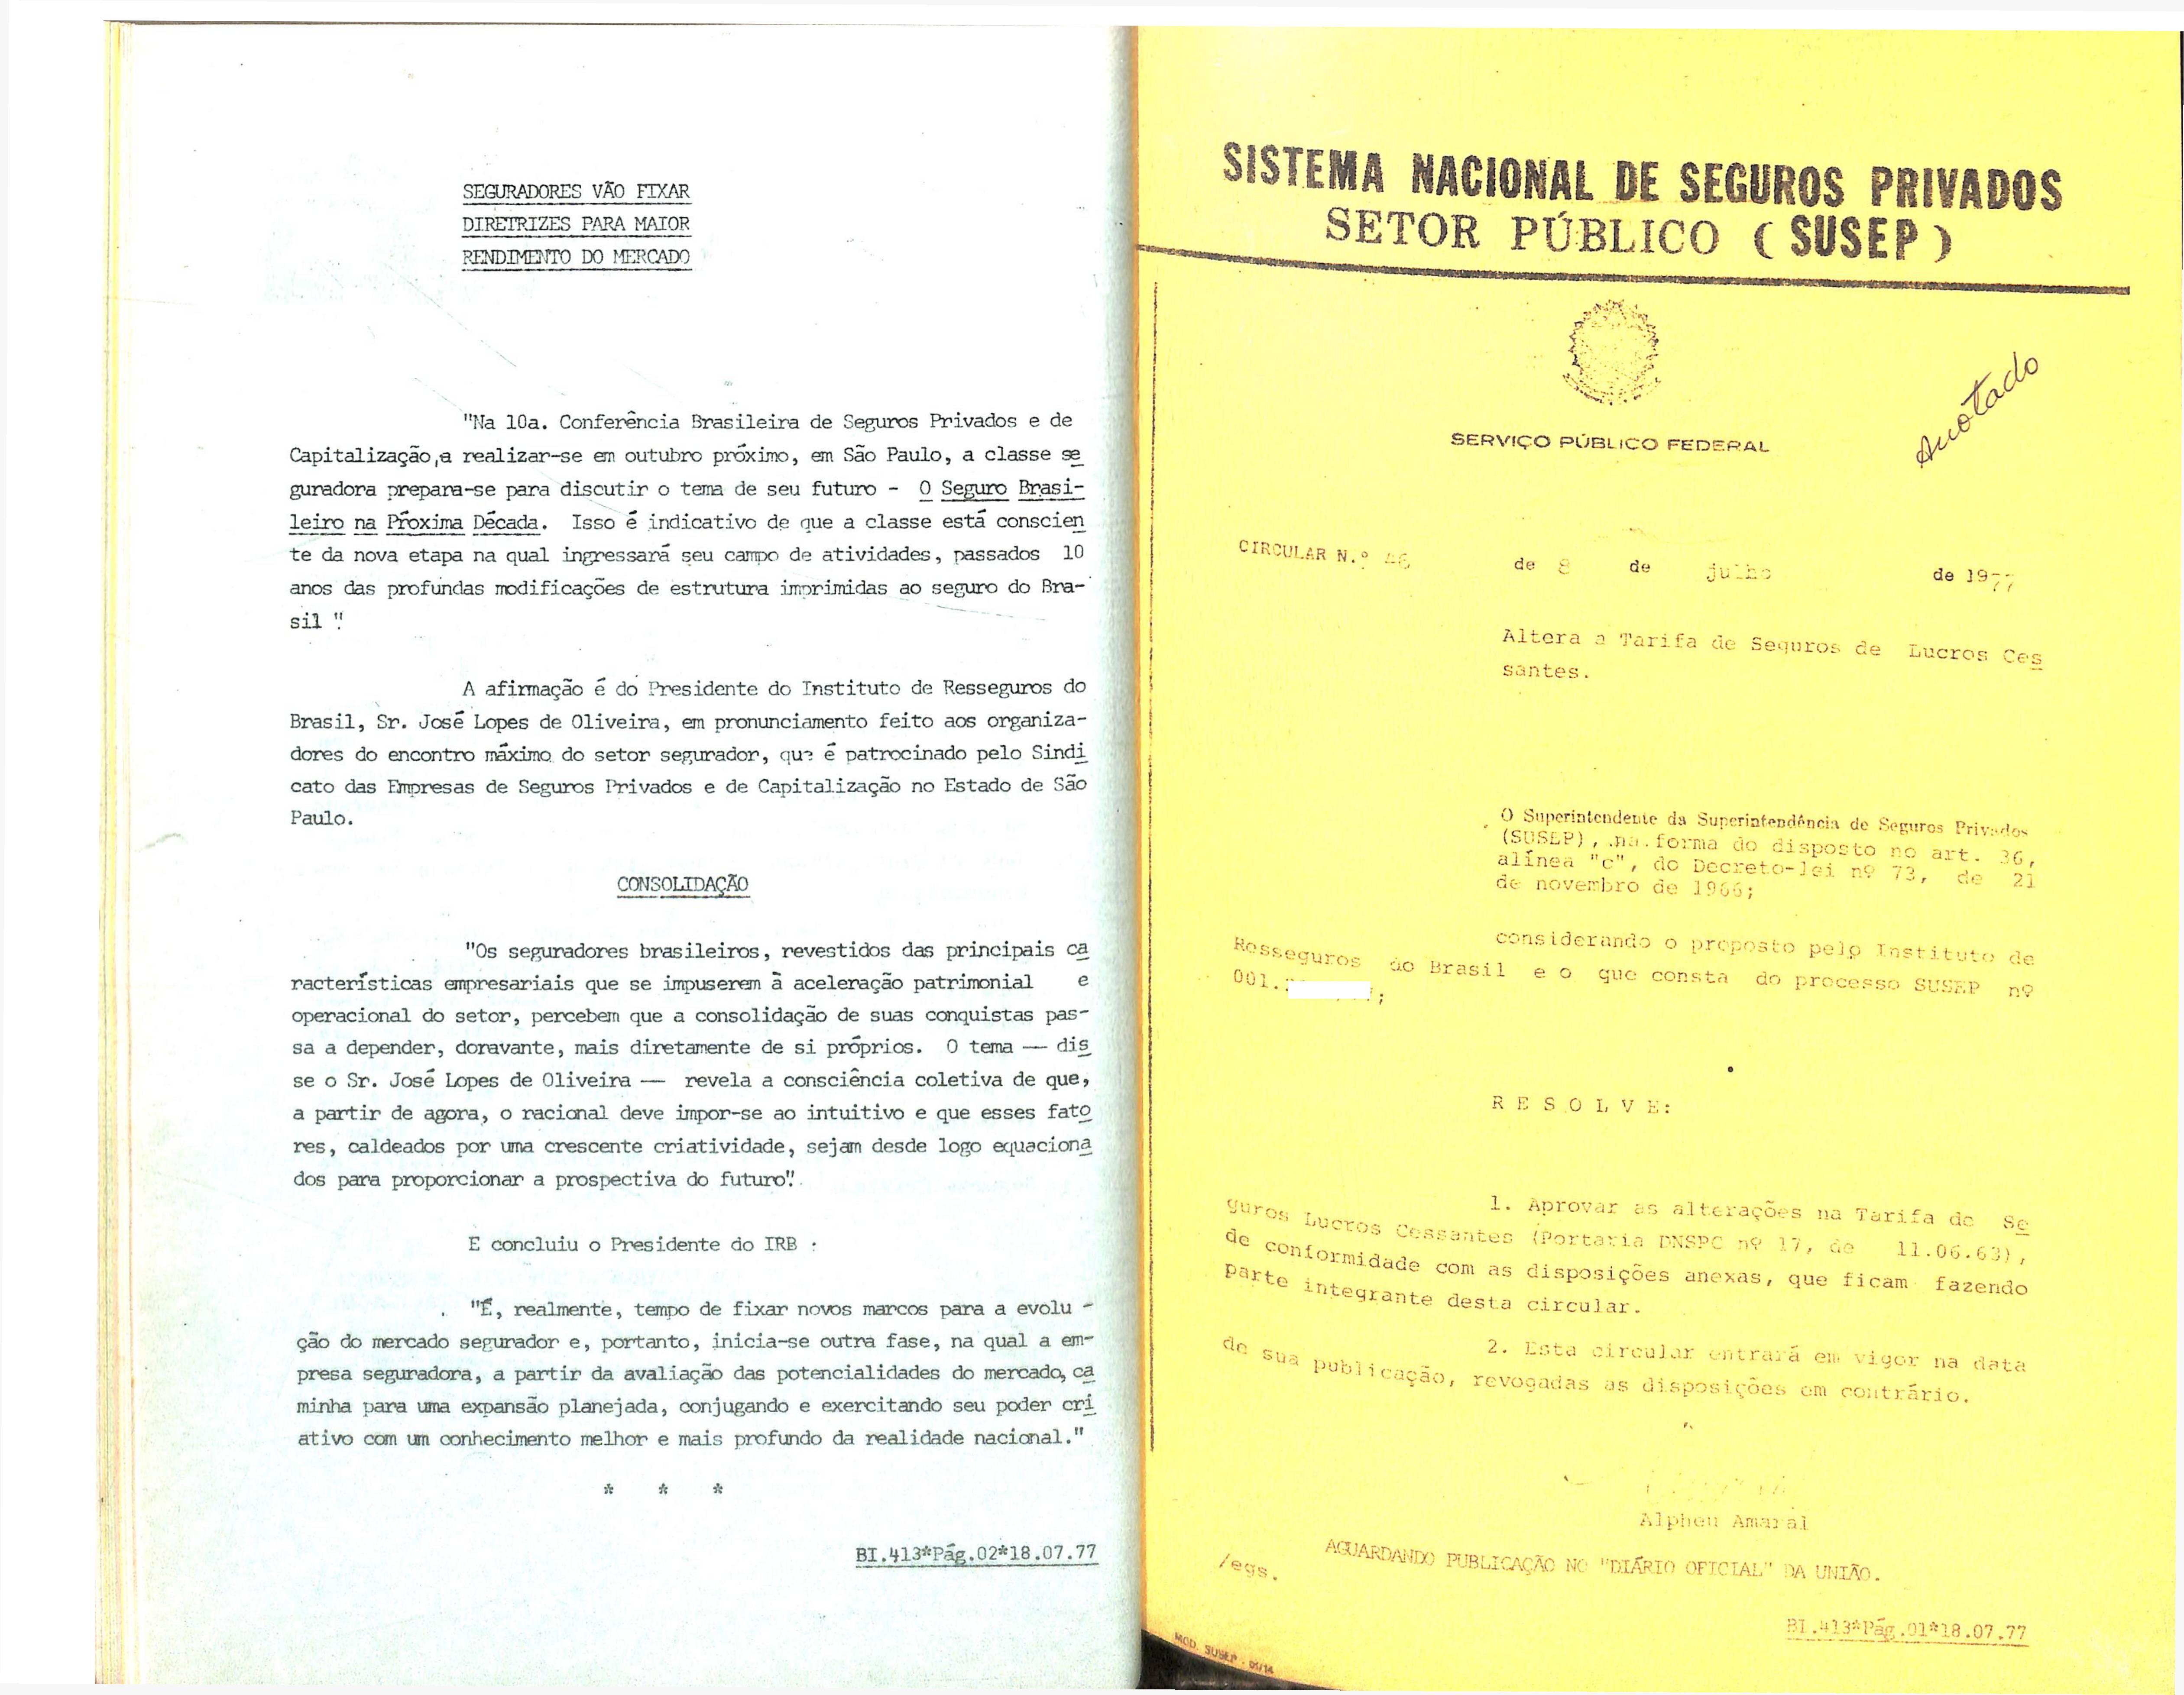 SEGURADORES VÃO FIXAR
DIRETRIZES PARA MAIOR
RENDIMENTO DO MERCADO
"Na 10a. Conferência Brasileira de Seguros Privados e de
Capitalização,a realizar-se em outubro próximo, em São Paulo, a classe se
guradora prepara-se para discutir o tema de seu futuro - O Seguro Brasi-
leiro na Próxima Década. Isso é indicativo de que a classe está conscien
te da nova etapa na qual ingressará seu campo de atividades, passados 10
anos das profundas modificações de estrutura imprimidas ao seguro do Bra-
sil".
A afirmação é do Presidente do Instituto de Resseguros do
Brasil, Sr. José Lopes de Oliveira, em pronunciamento feito aos organiza-
dores do encontro máximo do setor segurador, que é patrocinado pelo Sindi
cato das Empresas de Seguros Privados e de Capitalização no Estado de São
Paulo.
CONSOLIDAÇÃO
"Os seguradores brasileiros, revestidos das principais ca
racterísticas empresariais que se impuserem à aceleração patrimonial e
operacional do setor, percebem que a consolidação de suas conquistas pas-
sa a depender, doravante, mais diretamente de si próprios. O tema — dis
se o Sr. José Lopes de Oliveira — revela a consciência coletiva de que,
a partir de agora, o racional deve impor-se ao intuitivo e que esses fato
res, caldeados por uma crescente criatividade, sejam desde logo equaciona
dos para proporcionar a prospectiva do futuro".
E concluiu o Presidente do IRB :
"É, realmente, tempo de fixar novos marcos para a evolu -
ção do mercado segurador e, portanto, inicia-se outra fase, na qual a em-
presa seguradora, a partir da avaliação das potencialidades do mercado, ca
minha para uma expansão planejada, conjugando e exercitando seu poder cri
ativo com um conhecimento melhor e mais profundo da realidade nacional."
* * *
BI.413*Pág.02*18.07.77
SISTEMA NACIONAL DE SEGUROS PRIVADOS
SETOR PÚBLICO (SUSEP)
Anotado
SERVIÇO PÚBLICO FEDERAL
CIRCULAR N.º 46 de 8 de julho de 1977
Altera a Tarifa de Seguros de Lucros Ces
santes.
O Superintendente da Superintendência de Seguros Privados
(SUSEP), na forma do disposto no art. 36,
alínea "c", do Decreto-lei nº 73, de 21
de novembro de 1966;
considerando o proposto pelo Instituto de
Resseguros do Brasil e o que consta do processo SUSEP nº
001.
R E S O L V E:
1. Aprovar as alterações na Tarifa de Se
guros Lucros Cessantes (Portaria DNSPC nº 17, de 11.06.63),
de conformidade com as disposições anexas, que ficam fazendo
parte integrante desta circular.
2. Esta circular entrará em vigor na data
de sua publicação, revogadas as disposições em contrário.
Alpheu Amaral
AGUARDANDO PUBLICAÇÃO NO "DIÁRIO OFICIAL" DA UNIÃO.
/egs.
BI.413*Pág.01*18.07.77
MOD. SUSEP - 01/14